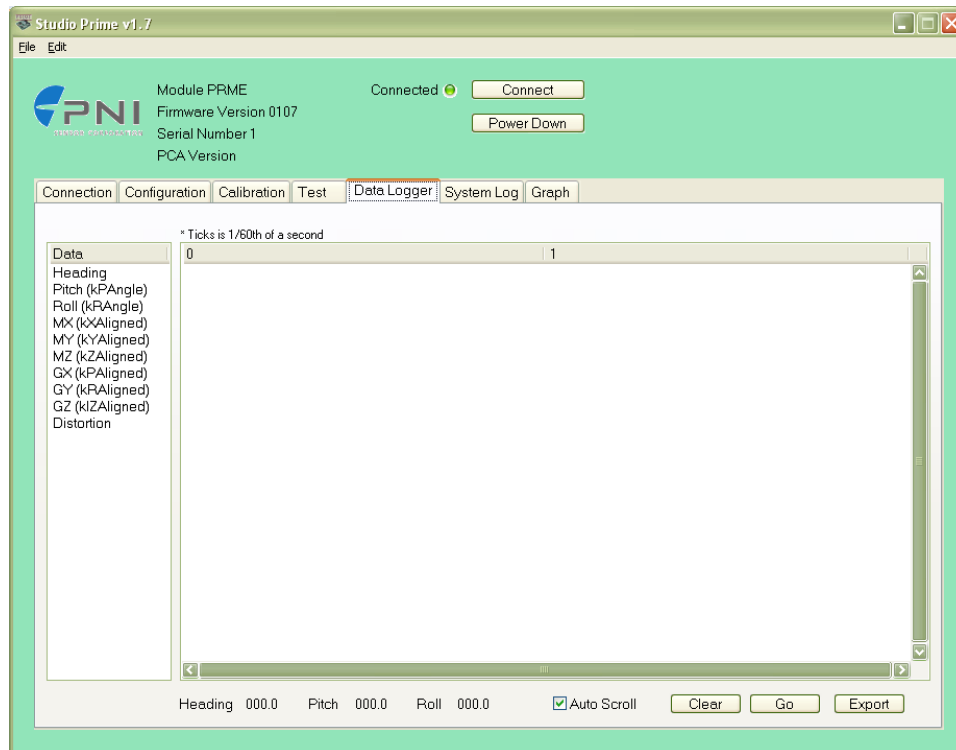 Studio Prime v1.7
File Edit
PNI
Module PRME
Firmware Version 0107
Serial Number 1
PCA Version
Connected
Connect
Power Down
Connection Configuration Calibration Test Data Logger System Log Graph
* Ticks is 1/60th of a second
Data 0 1
Heading
Pitch (kPAngle)
Roll (kRAngle)
MX (kXAligned)
MY (kYAligned)
MZ (kZAligned)
GX (kPAligned)
GY (kRAligned)
GZ (kIZAligned)
Distortion
Heading 000.0 Pitch 000.0 Roll 000.0 Auto Scroll Clear Go Export